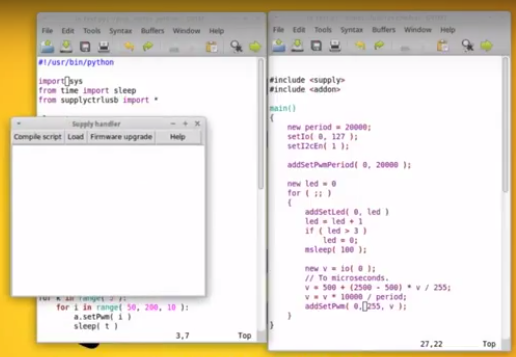 File Edit Tools Syntax Buffers Window Help
#!/usr/bin/python
import sys
from time import sleep
from supplyctrlusb import *
Supply handler
Compile script Load Firmware upgrade Help
for k in range( 5 ):
for i in range( 50, 200, 10 ):
a.setPwm( i )
sleep( t )
3,7 Top
File Edit Tools Syntax Buffers Window Help
#include <supply>
#include <addon>
main()
{
new period = 20000;
setIo( 0, 127 );
setI2cEn( 1 );
addSetPwmPeriod( 0, 20000 );
new led = 0
for ( ;; )
{
addSetLed( 0, led )
led = led + 1
if ( led > 3 )
led = 0;
msleep( 100 );
new v = io( 0 );
// To microseconds.
v = 500 + (2500 - 500) * v / 255;
v = v * 10000 / period;
addSetPwm( 0, 255, v );
}
}
27,22 Top